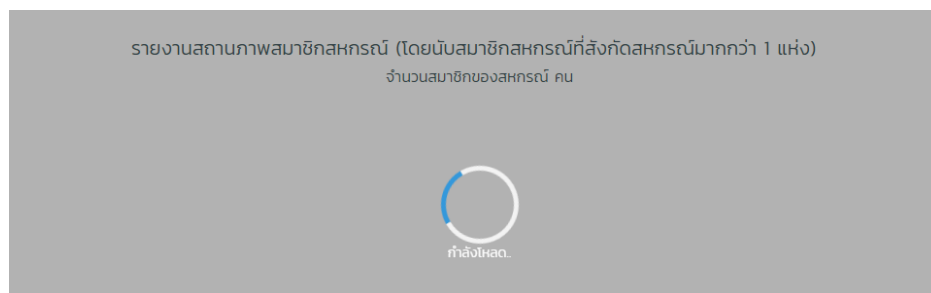 รายงานสถานภาพสมาชิกสหกรณ์ (โดยนับสมาชิกสหกรณ์ที่สังกัดสหกรณ์มากกว่า 1 แห่ง)
จำนวนสมาชิกของสหกรณ์ คน
กำลังโหลด..